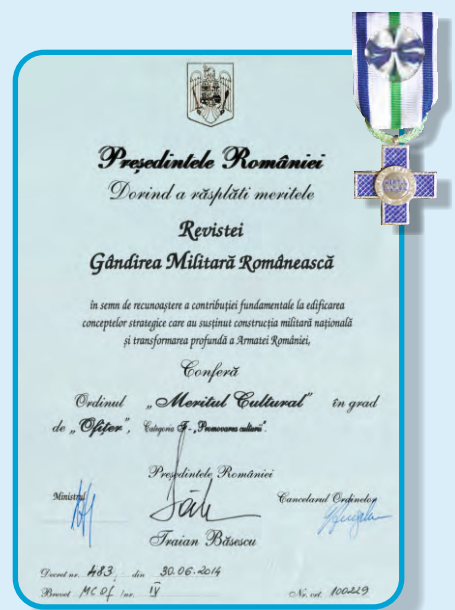 Președintele României
Dorind a răsplăti meritele
Revistei
Gândirea Militară Românească
în semn de recunoaștere a contribuției fundamentale la edificarea
conceptelor strategice care au susținut construcția militară națională
și transformarea profundă a Armatei României,
Conferă
Ordinul „Meritul Cultural” în grad
de „Ofițer”, Categoria F - „Promovarea culturii”.
Președintele României
Ministrul
Cancelarul Ordinelor
Traian Băsescu
Decret nr. 483 din 30.06.2014
Brevet MCOf nr. IV
Nr. crt. 100229